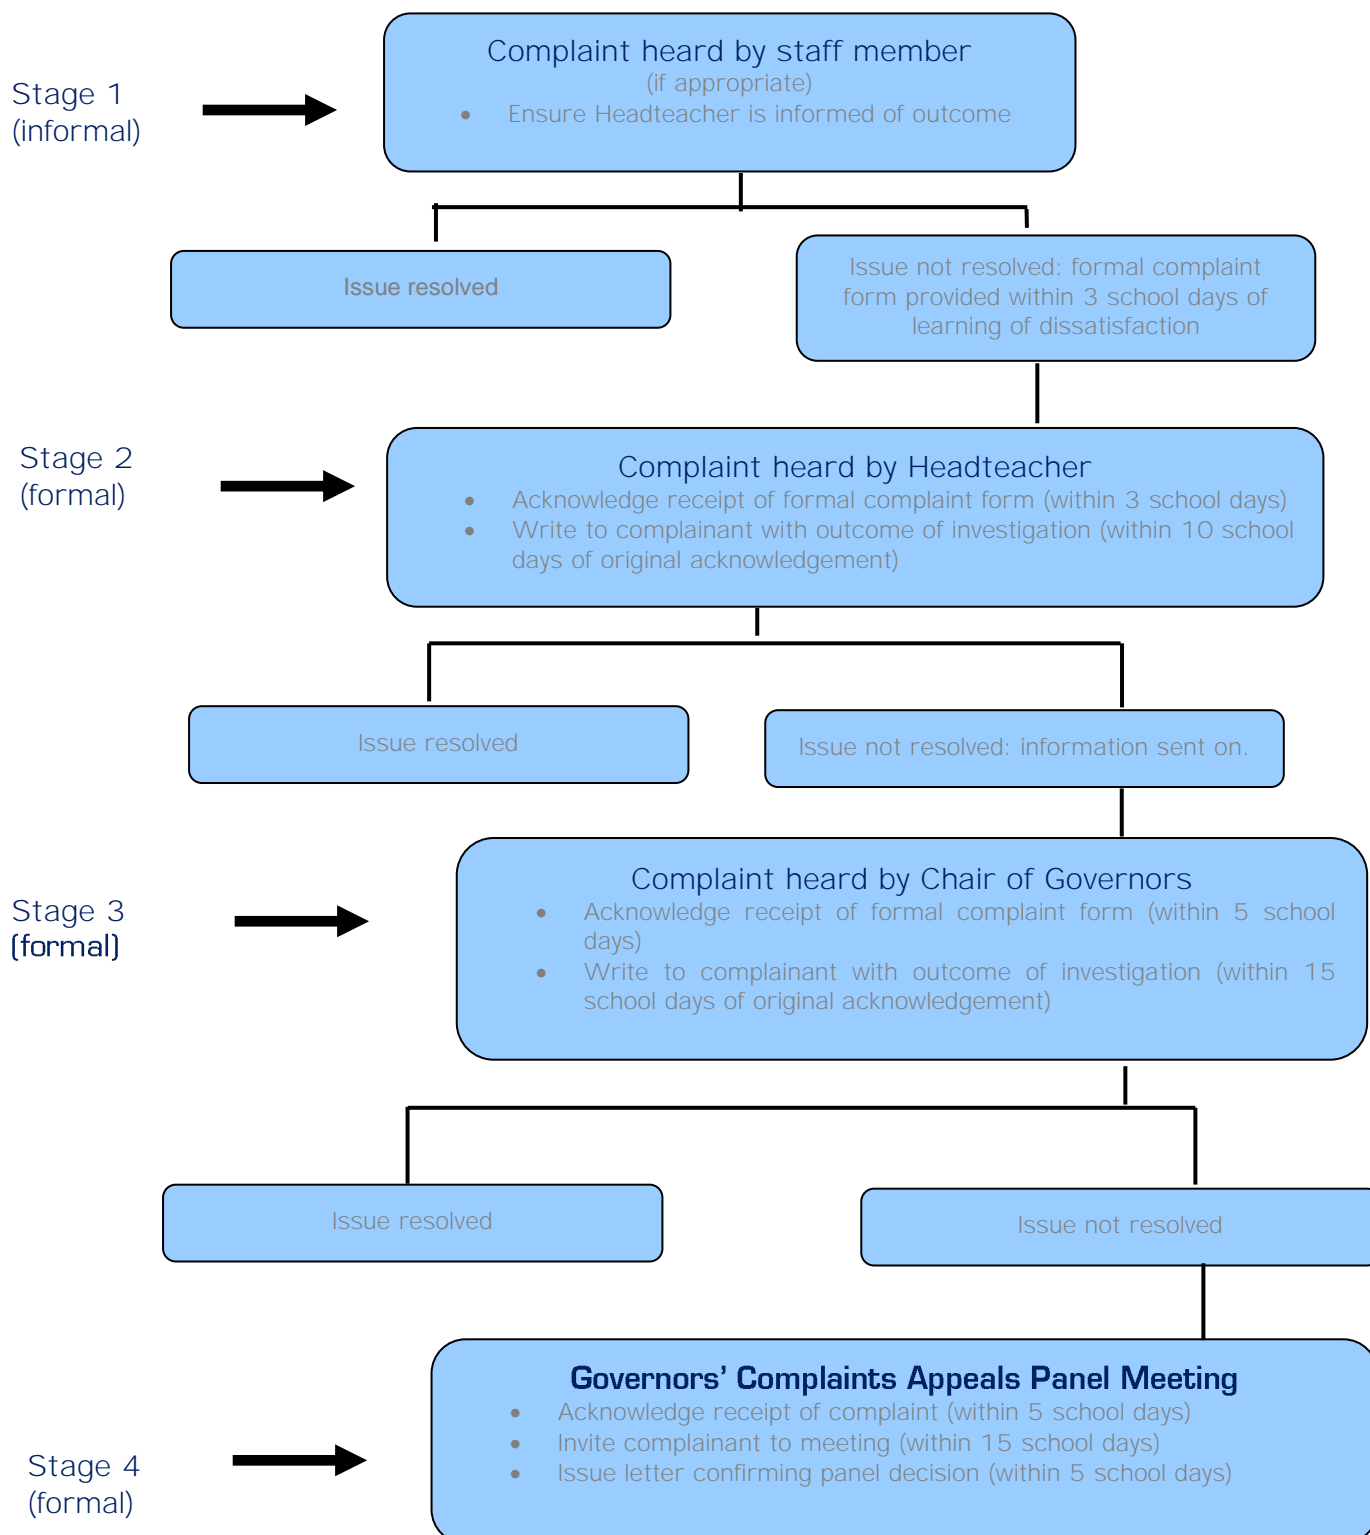 Complaint heard by staff member
(if appropriate)
• Ensure Headteacher is informed of outcome
Stage 1
(informal)
Issue resolved
Issue not resolved: formal complaint
form provided within 3 school days of
learning of dissatisfaction
Stage 2
(formal)
Complaint heard by Headteacher
• Acknowledge receipt of formal complaint form (within 3 school days)
• Write to complainant with outcome of investigation (within 10 school
days of original acknowledgement)
Issue resolved
Issue not resolved: information sent on.
Stage 3
(formal)
Complaint heard by Chair of Governors
• Acknowledge receipt of formal complaint form (within 5 school
days)
• Write to complainant with outcome of investigation (within 15
school days of original acknowledgement)
Issue resolved
Issue not resolved
Governors’ Complaints Appeals Panel Meeting
• Acknowledge receipt of complaint (within 5 school days)
• Invite complainant to meeting (within 15 school days)
• Issue letter confirming panel decision (within 5 school days)
Stage 4
(formal)